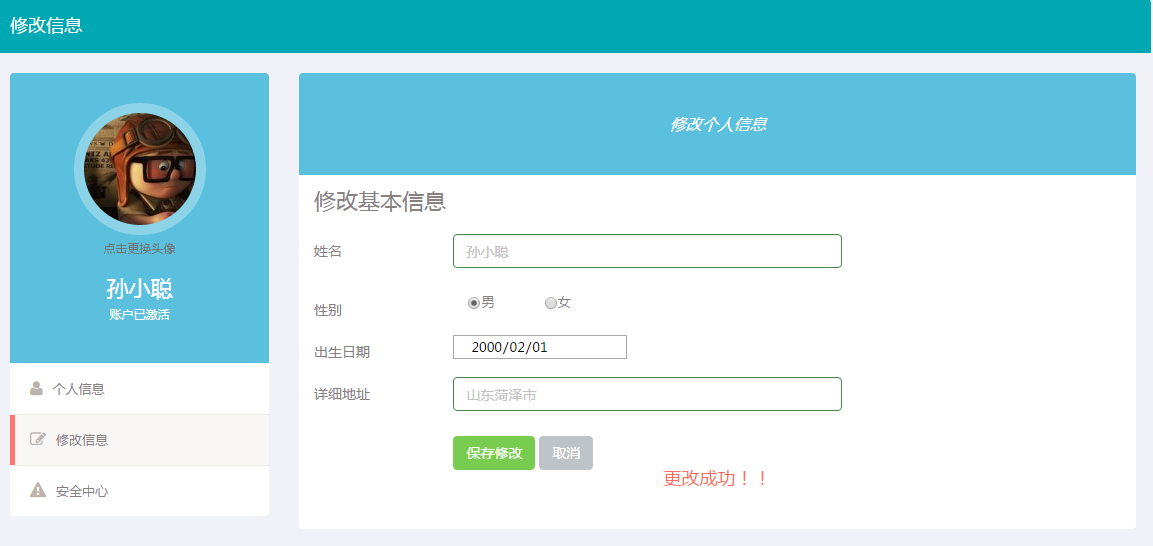 修改信息
点击更换头像
孙小聪
账户已激活
个人信息
修改信息
安全中心
修改个人信息
修改基本信息
姓名 孙小聪
性别 男 女
出生日期 2000/02/01
详细地址 山东菏泽市
保存修改 取消
更改成功！！